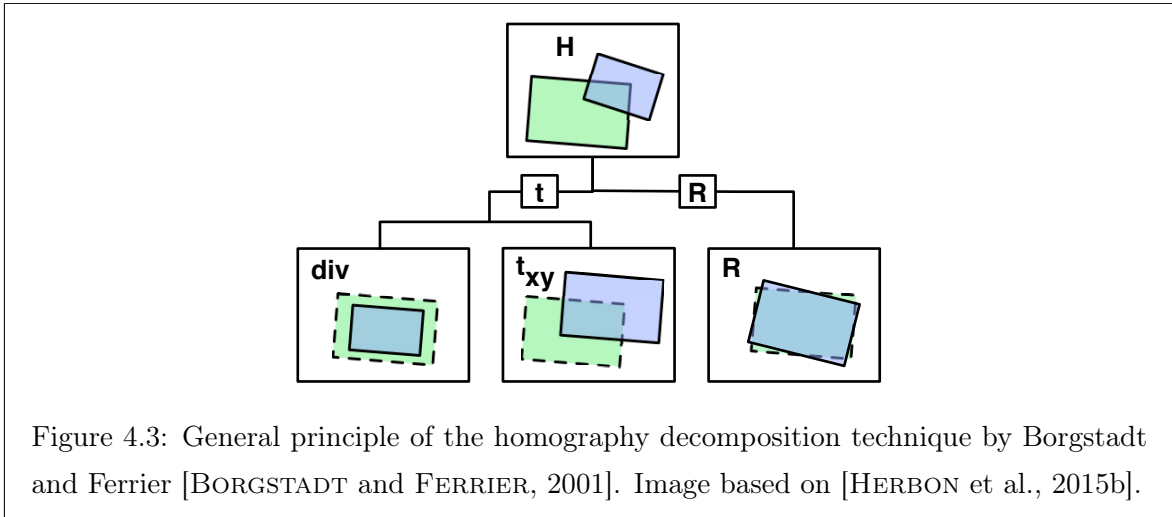 H
t
R
div
t_xy
R
Figure 4.3: General principle of the homography decomposition technique by Borgstadt
and Ferrier [BORGSTADT and FERRIER, 2001]. Image based on [HERBON et al., 2015b].